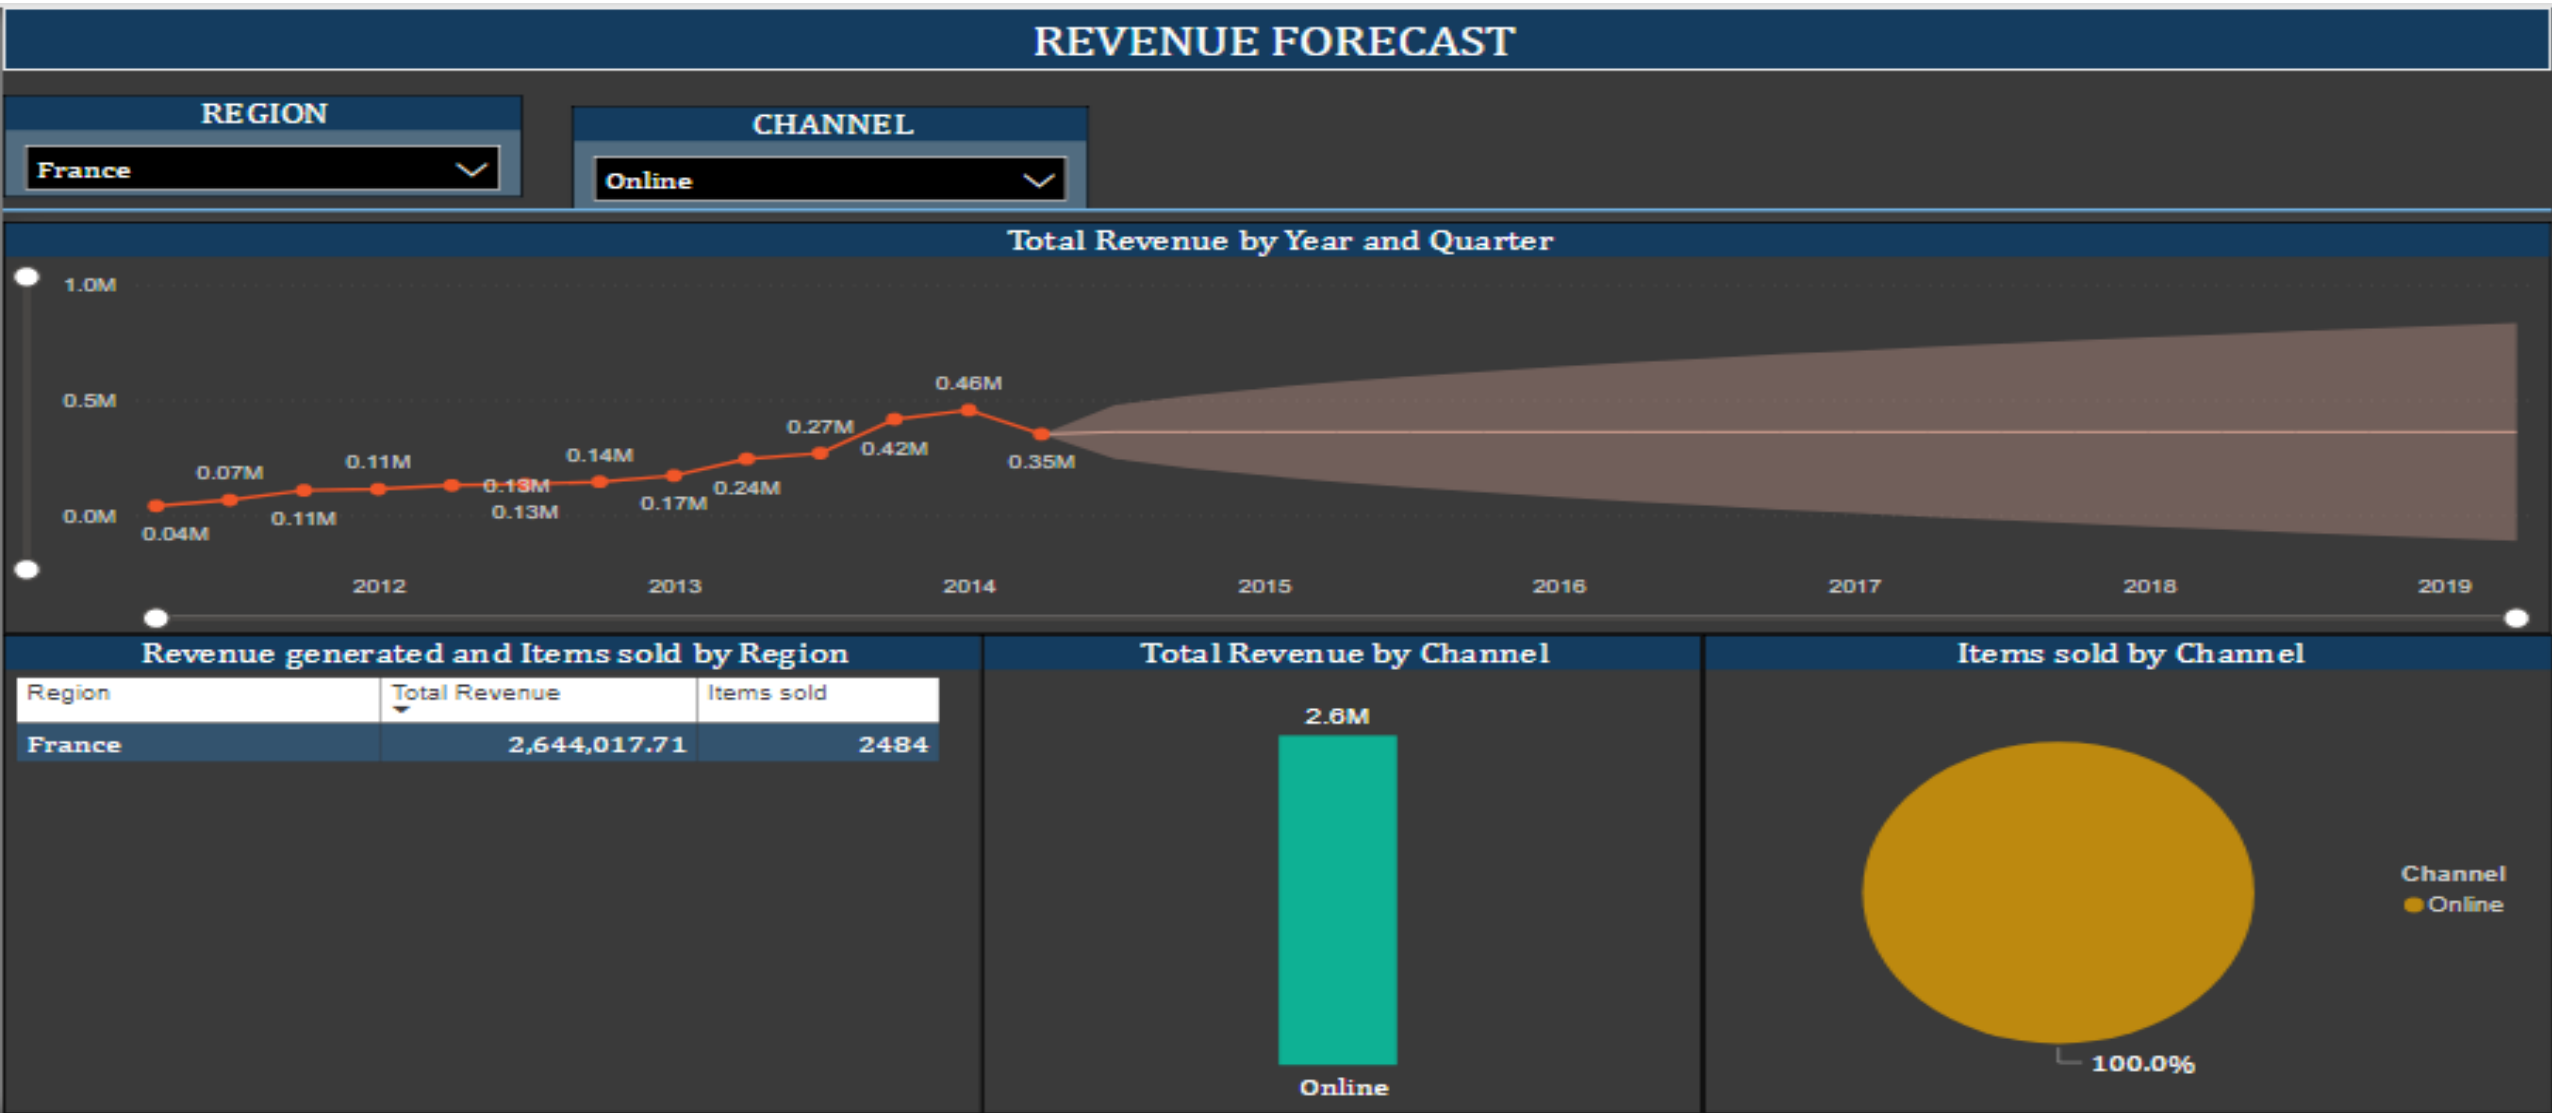 REVENUE FORECAST
REGION
France
CHANNEL
Online
Total Revenue by Year and Quarter
1.0M
0.5M
0.0M
0.04M
0.07M
0.11M
0.11M
0.13M
0.13M
0.14M
0.17M
0.24M
0.27M
0.42M
0.46M
0.35M
2012 2013 2014 2015 2016 2017 2018 2019
Revenue generated and Items sold by Region
Region Total Revenue Items sold
France 2,644,017.71 2484
Total Revenue by Channel
2.6M
Online
Items sold by Channel
Channel
Online
100.0%